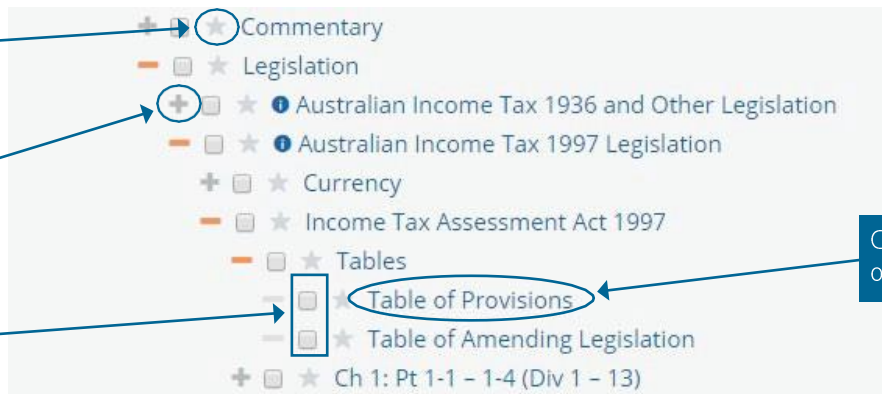 Commentary
Legislation
Australian Income Tax 1936 and Other Legislation
Australian Income Tax 1997 Legislation
Currency
Income Tax Assessment Act 1997
Tables
Table of Provisions
Table of Amending Legislation
Ch 1: Pt 1-1 – 1-4 (Div 1 – 13)